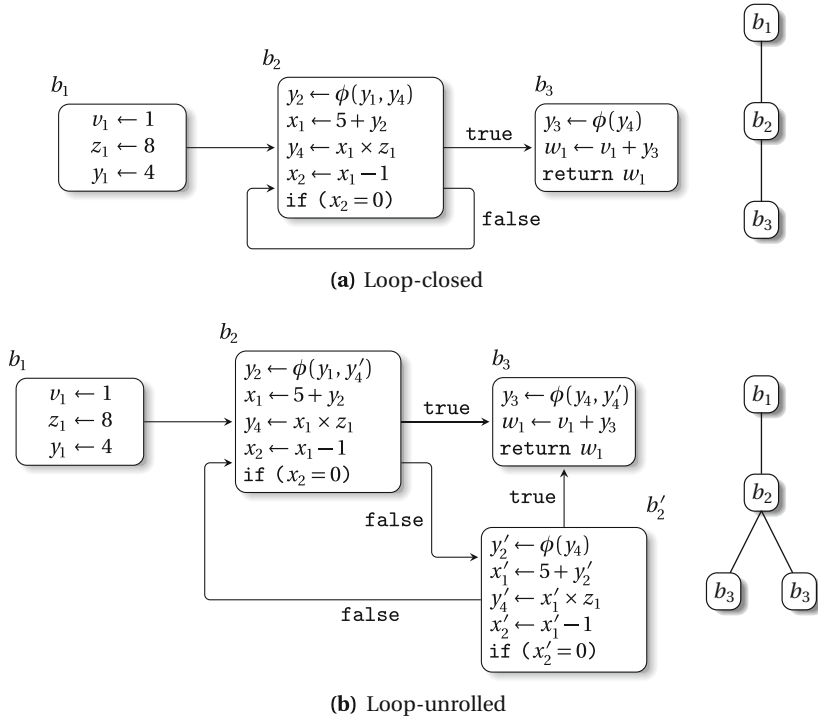 b₁
v₁ ← 1
z₁ ← 8
y₁ ← 4
b₂
y₂ ← ϕ(y₁, y₄)
x₁ ← 5 + y₂
y₄ ← x₁ × z₁
x₂ ← x₁ − 1
if (x₂ = 0)
true
false
b₃
y₃ ← ϕ(y₄)
w₁ ← v₁ + y₃
return w₁
b₁
b₂
b₃
(a) Loop-closed
b₁
v₁ ← 1
z₁ ← 8
y₁ ← 4
b₂
y₂ ← ϕ(y₁, y₄′)
x₁ ← 5 + y₂
y₄ ← x₁ × z₁
x₂ ← x₁ − 1
if (x₂ = 0)
true
false
b₃
y₃ ← ϕ(y₄, y₄′)
w₁ ← v₁ + y₃
return w₁
true
b₂′
y₂′ ← ϕ(y₄)
x₁′ ← 5 + y₂′
y₄′ ← x₁′ × z₁
x₂′ ← x₁′ − 1
if (x₂′ = 0)
false
b₁
b₂
b₃ b₃
(b) Loop-unrolled